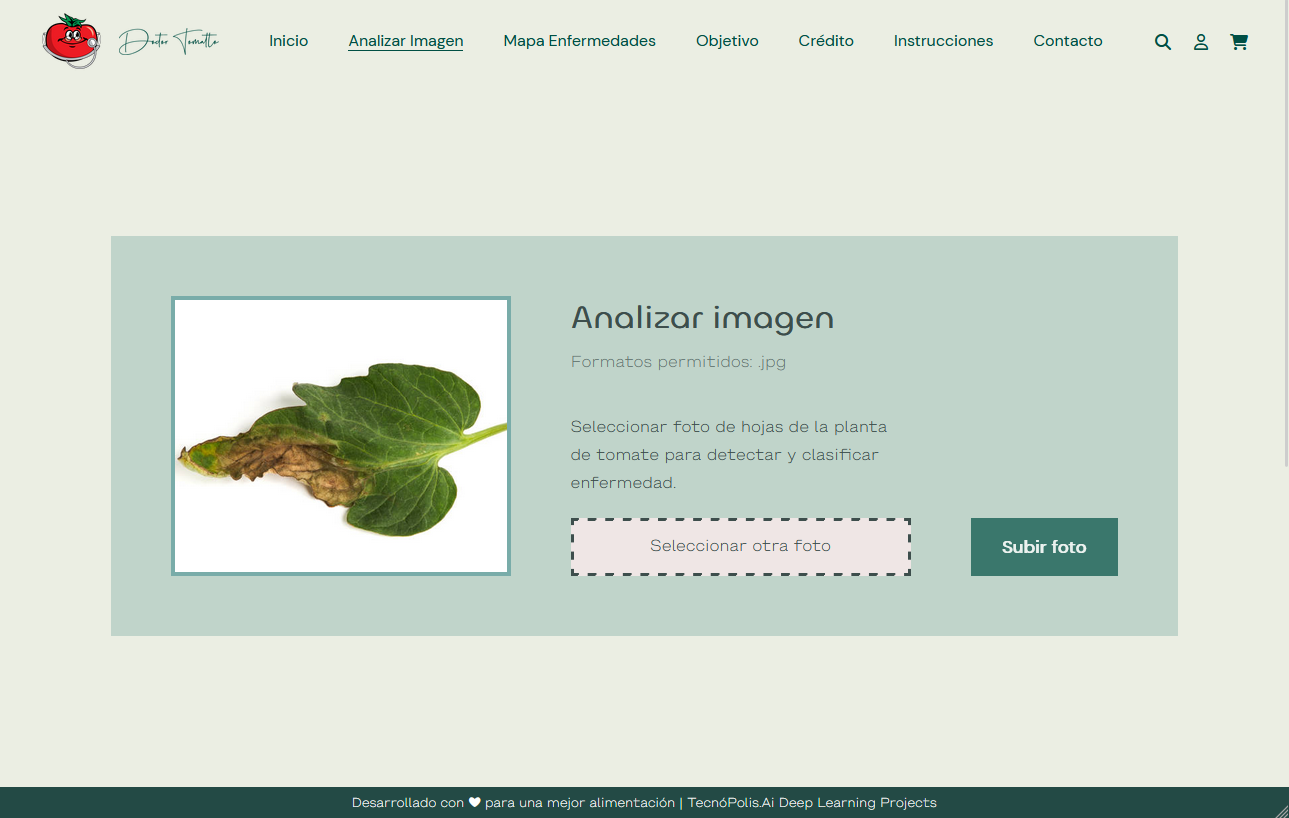 Doctor Tomatto
Inicio
Analizar Imagen
Mapa Enfermedades
Objetivo
Crédito
Instrucciones
Contacto
Analizar imagen
Formatos permitidos: .jpg
Seleccionar foto de hojas de la planta
de tomate para detectar y clasificar
enfermedad.
Seleccionar otra foto
Subir foto
Desarrollado con ♥ para una mejor alimentación | TecnóPolis.Ai Deep Learning Projects